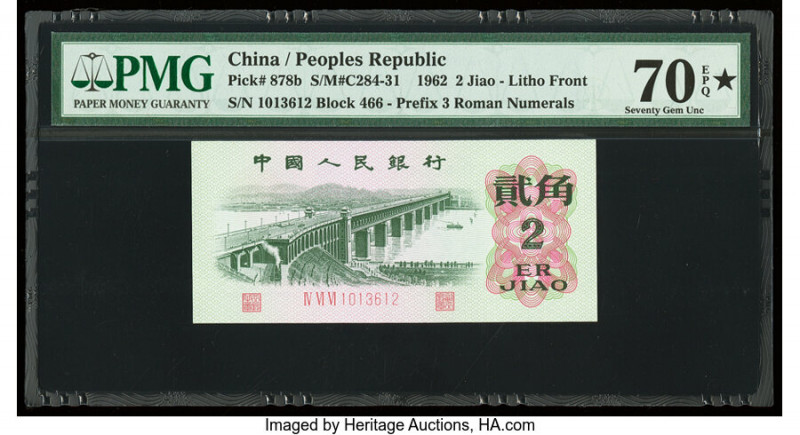 PMG
PAPER MONEY GUARANTY
China / Peoples Republic
Pick# 878b S/M#C284-31 1962 2 Jiao - Litho Front
S/N 1013612 Block 466 - Prefix 3 Roman Numerals
70 EPQ ★
Seventy Gem Unc
中國人民銀行
貳角
2
ER
JIAO
IV VI VI 1013612
Imaged by Heritage Auctions, HA.com